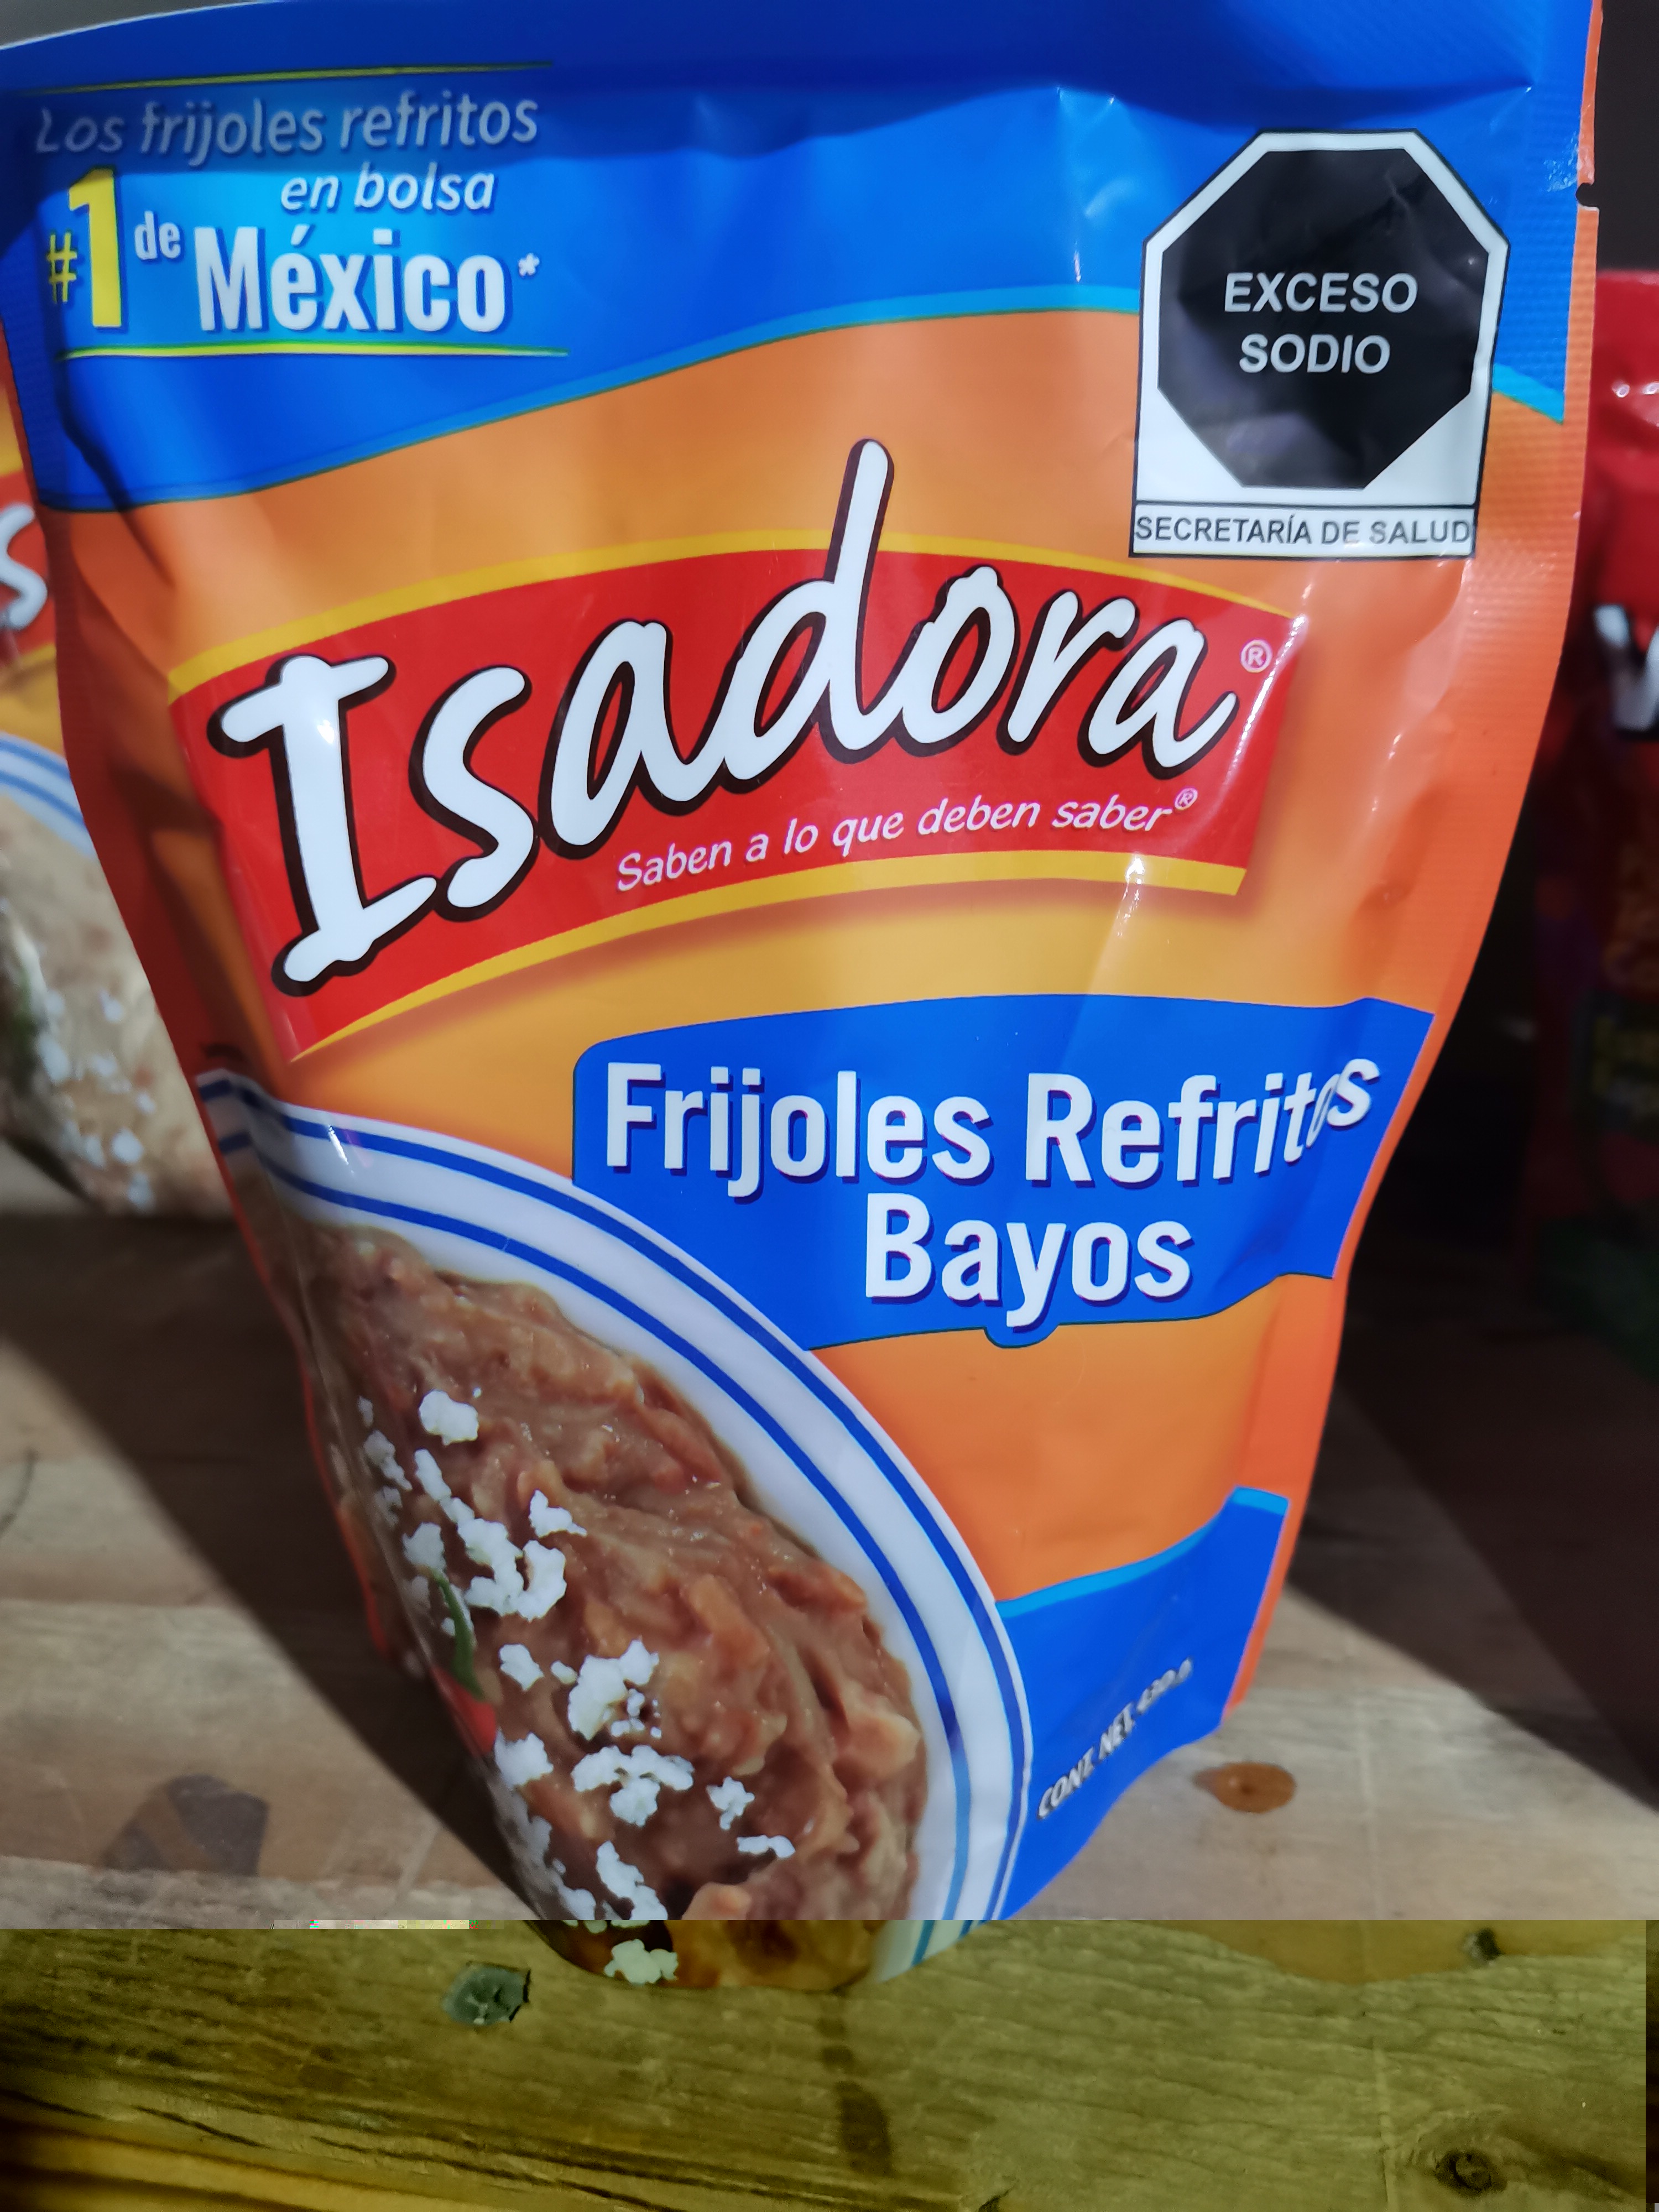 Los frijoles refritos
en bolsa
#1 de México*
EXCESO
SODIO
SECRETARÍA DE SALUD
Isadora®
Saben a lo que deben saber®
Frijoles Refritos
Bayos
CONT. NET. 430 g